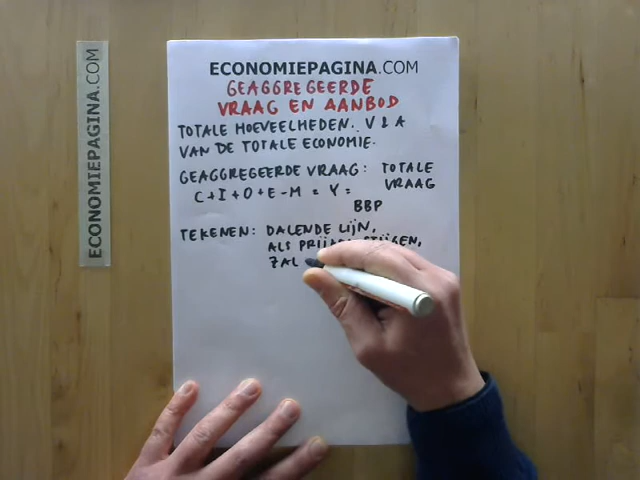 ECONOMIEPAGINA.COM
ECONOMIEPAGINA.COM
GEAGGREGEERDE
VRAAG EN AANBOD
TOTALE HOEVEELHEDEN. V & A
VAN DE TOTALE ECONOMIE.
GEAGGREGEERDE VRAAG: TOTALE VRAAG
C+I+O+E-M = Y =
BBP
TEKENEN: DALENDE LIJN,
ALS STIJGEN,
ZAL